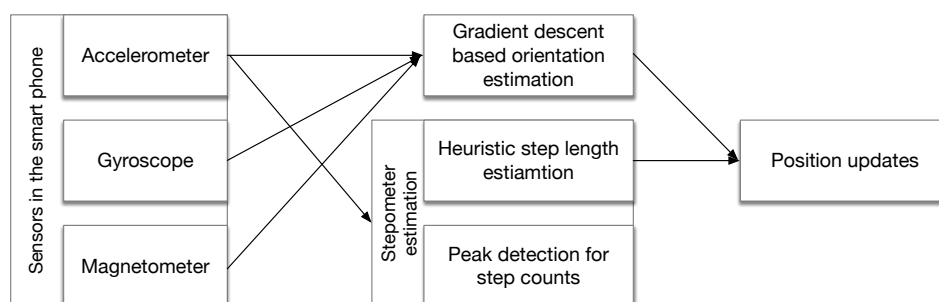 Sensors in the smart phone
Accelerometer
Gyroscope
Magnetometer
Gradient descent
based orientation
estimation
Stepometer
estimation
Heuristic step length
estiamtion
Peak detection for
step counts
Position updates